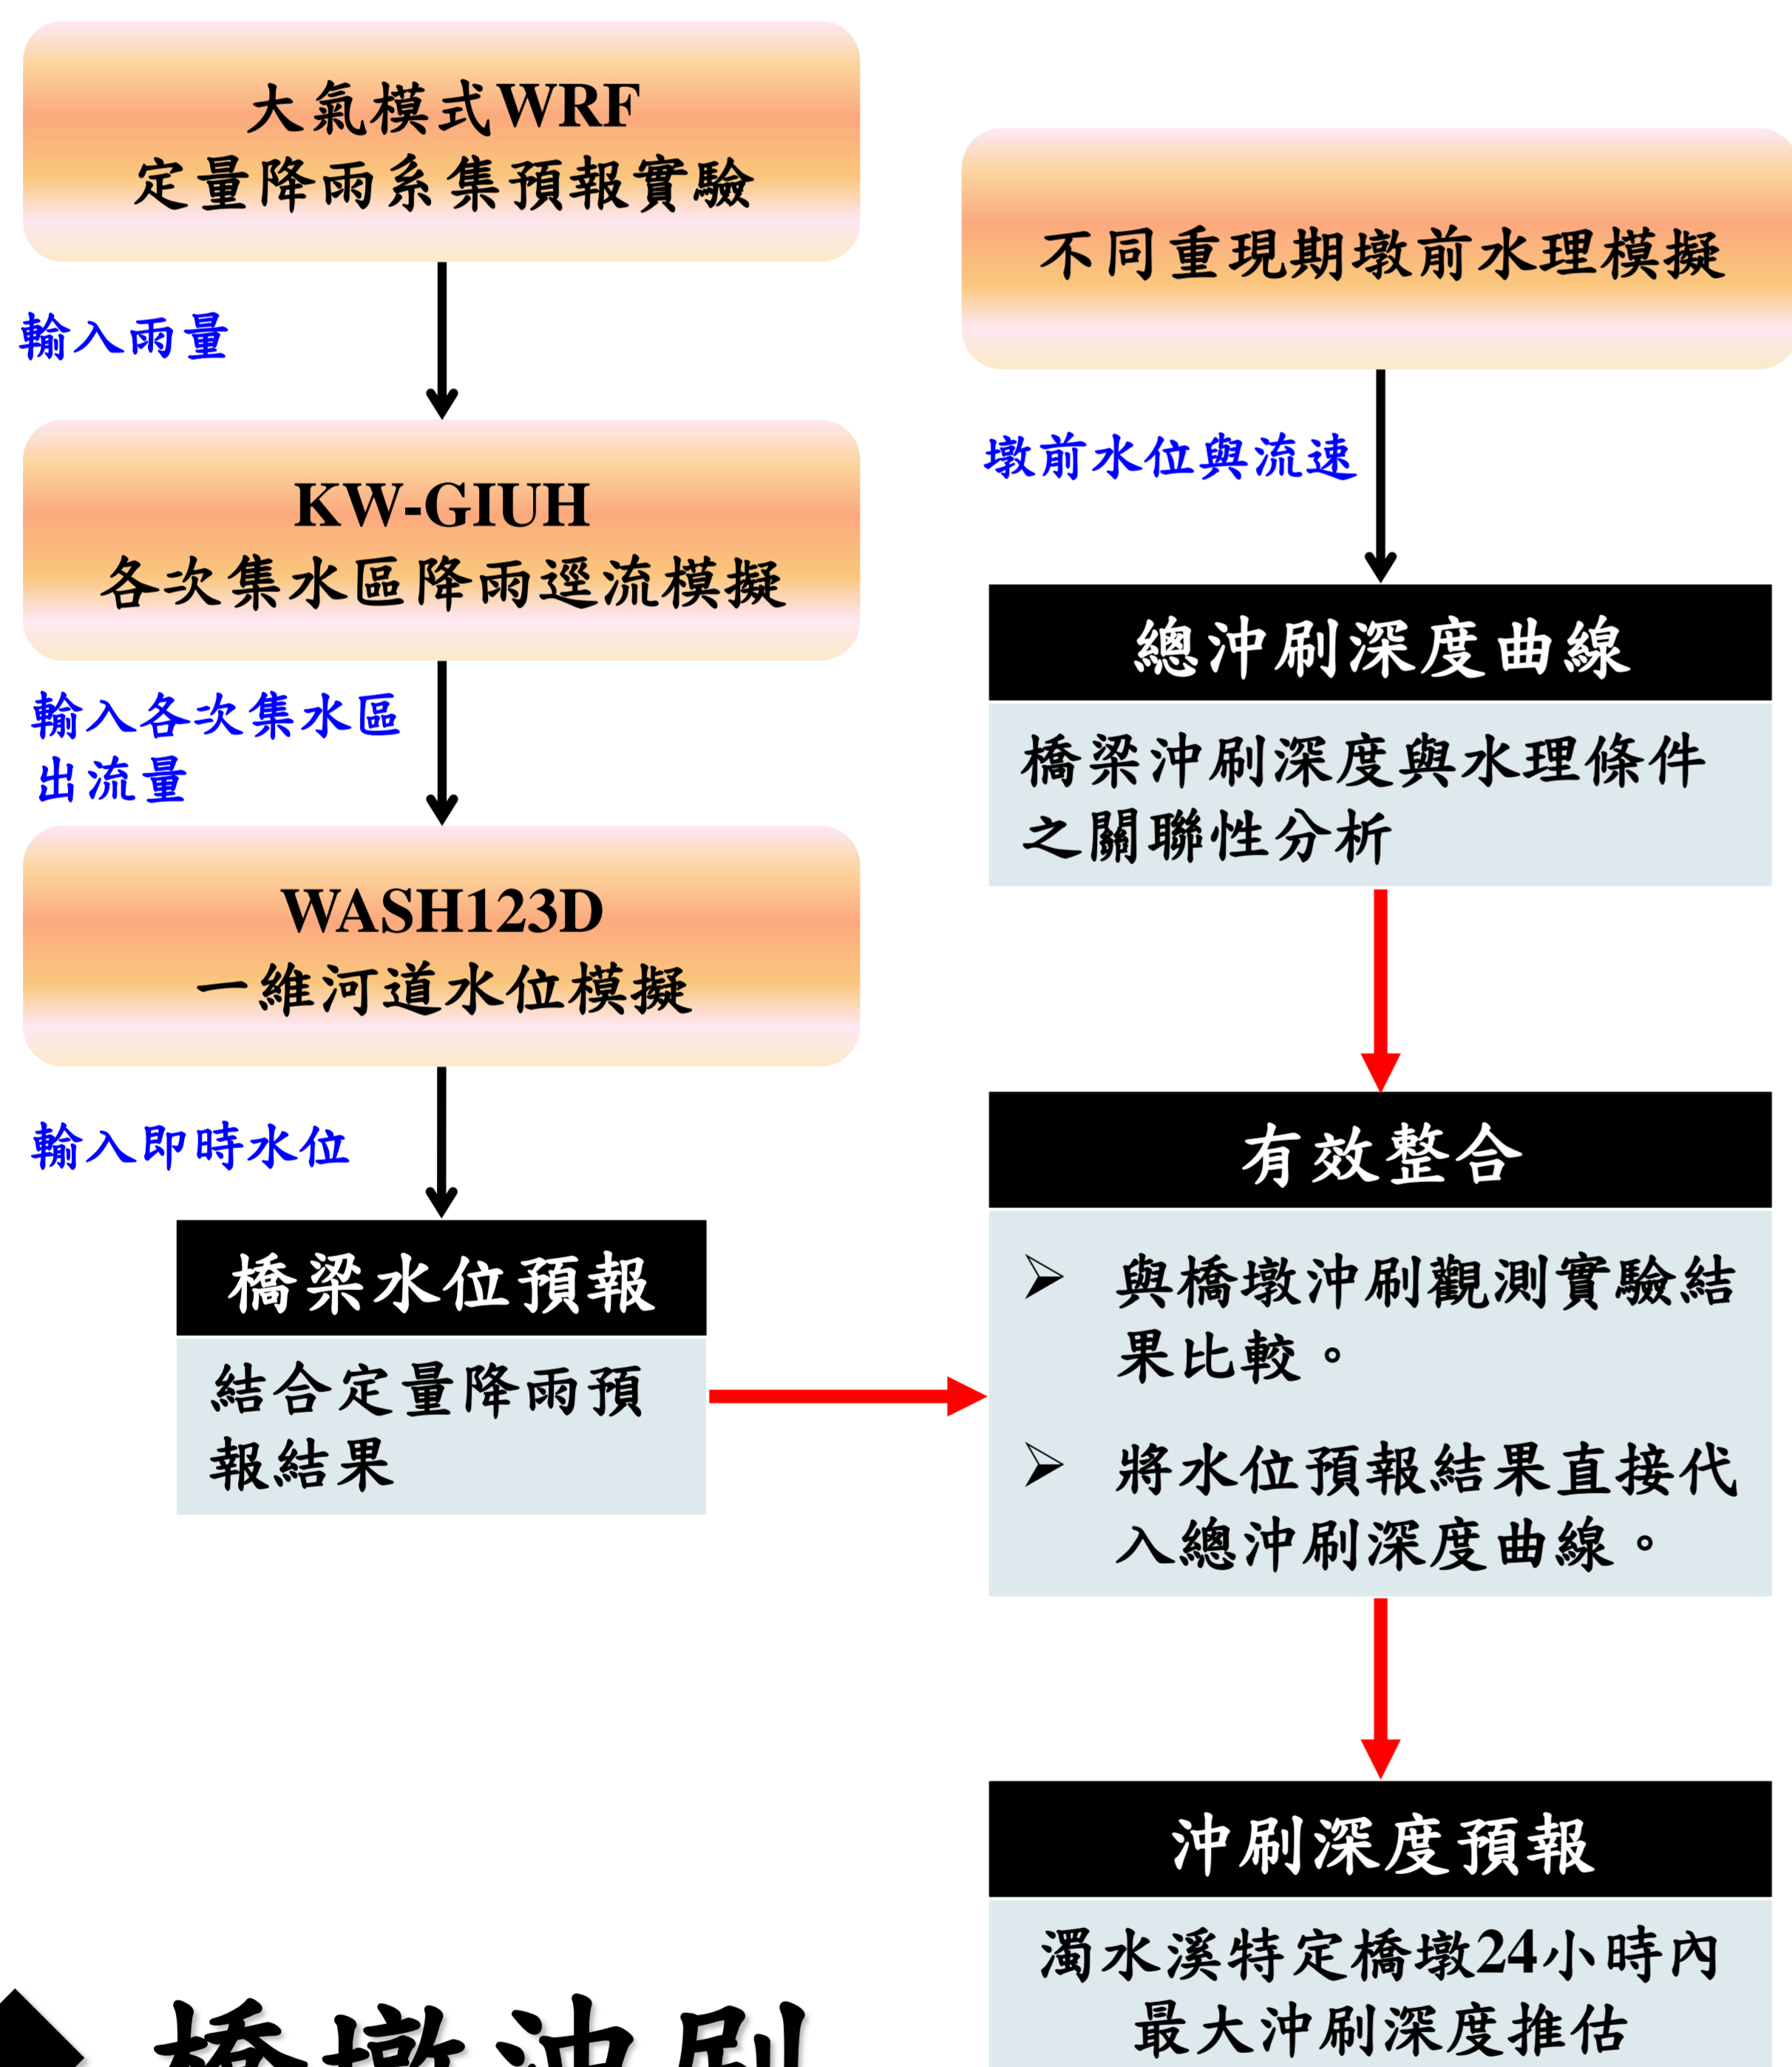 大氣模式WRF
定量降雨系集預報實驗
輸入雨量
KW-GIUH
各次集水區降雨逕流模擬
輸入各次集水區
出流量
WASH123D
一維河道水位模擬
輸入即時水位
橋梁水位預報
結合定量降雨預
報結果
不同重現期墩前水理模擬
墩前水位與流速
總沖刷深度曲線
橋梁沖刷深度與水理條件
之關聯性分析
有效整合
與橋墩沖刷觀測實驗結
果比較。
將水位預報結果直接代
入總沖刷深度曲線。
沖刷深度預報
濁水溪特定橋墩24小時內
最大沖刷深度推估
橋墩沖刷